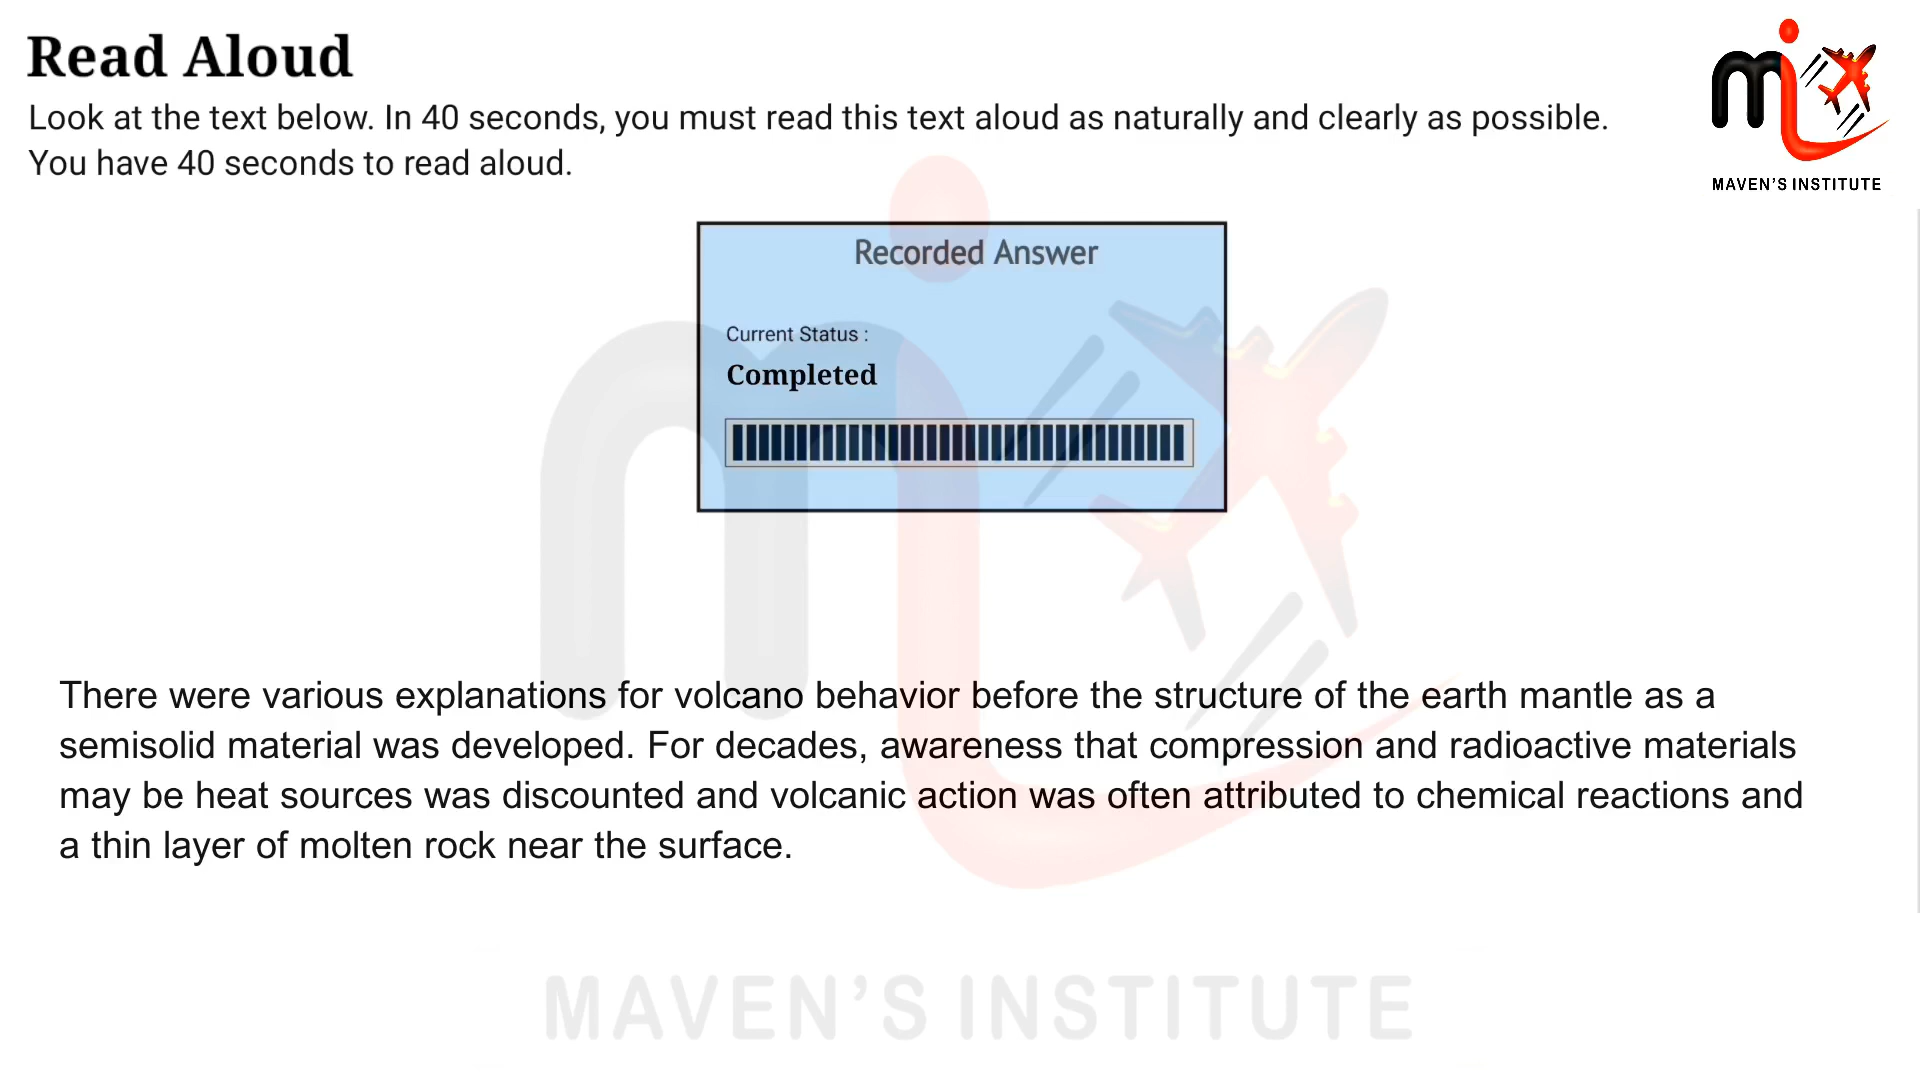 Read Aloud
Look at the text below. In 40 seconds, you must read this text aloud as naturally and clearly as possible.
You have 40 seconds to read aloud.
MAVEN'S INSTITUTE
Recorded Answer
Current Status :
Completed
There were various explanations for volcano behavior before the structure of the earth mantle as a
semisolid material was developed. For decades, awareness that compression and radioactive materials
may be heat sources was discounted and volcanic action was often attributed to chemical reactions and
a thin layer of molten rock near the surface.
MAVEN'S INSTITUTE